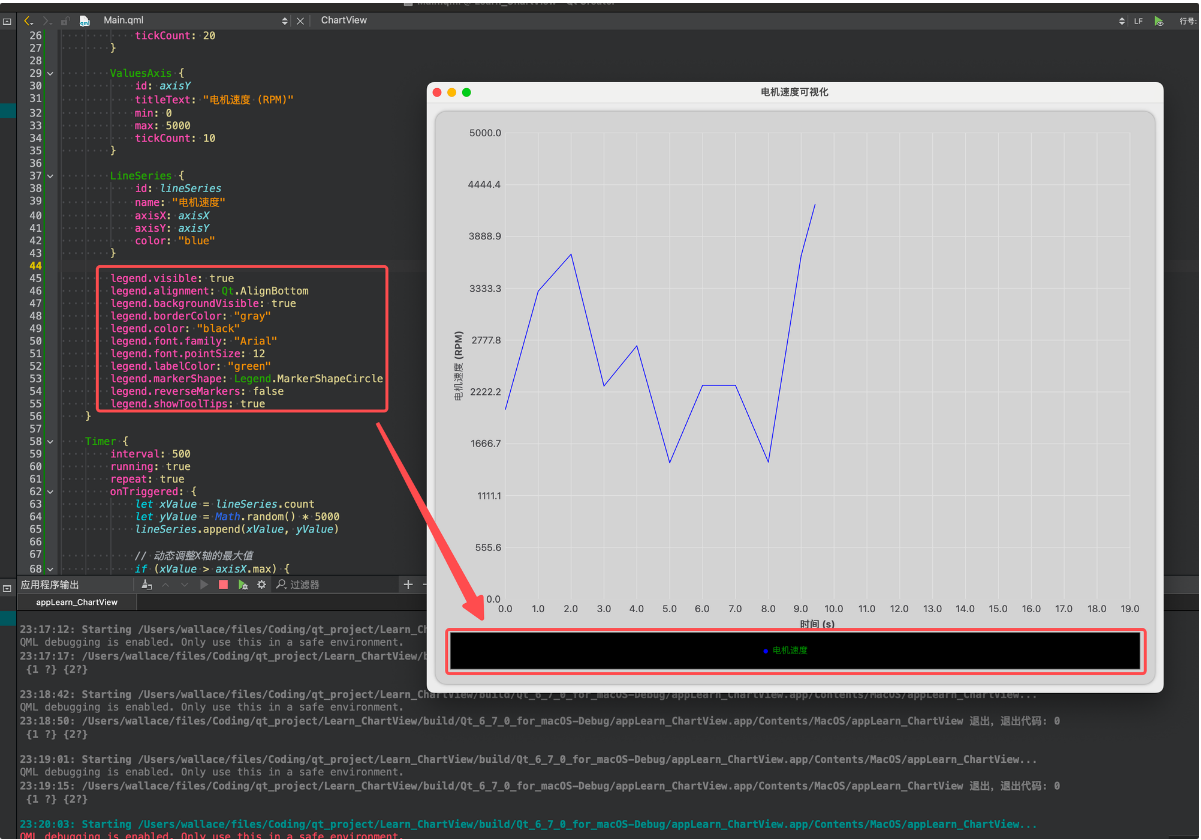 Main.qml @ Learn_ChartView - Qt Creator
Main.qml
ChartView
LF
行号:
26 tickCount: 20
27 }
28
29 ValuesAxis {
30 id: axisY
31 titleText: "电机速度 (RPM)"
32 min: 0
33 max: 5000
34 tickCount: 10
35 }
36
37 LineSeries {
38 id: lineSeries
39 name: "电机速度"
40 axisX: axisX
41 axisY: axisY
42 color: "blue"
43 }
44
45 legend.visible: true
46 legend.alignment: Qt.AlignBottom
47 legend.backgroundVisible: true
48 legend.borderColor: "gray"
49 legend.color: "black"
50 legend.font.family: "Arial"
51 legend.font.pointSize: 12
52 legend.labelColor: "green"
53 legend.markerShape: Legend.MarkerShapeCircle
54 legend.reverseMarkers: false
55 legend.showToolTips: true
56 }
57
58 Timer {
59 interval: 500
60 running: true
61 repeat: true
62 onTriggered: {
63 let xValue = lineSeries.count
64 let yValue = Math.random() * 5000
65 lineSeries.append(xValue, yValue)
66
67 // 动态调整X轴的最大值
68 if (xValue > axisX.max) {
电机速度可视化
5000.0
4444.4
3888.9
3333.3
2777.8
2222.2
1666.7
1111.1
555.6
0.0
电机速度 (RPM)
0.0 1.0 2.0 3.0 4.0 5.0 6.0 7.0 8.0 9.0 10.0 11.0 12.0 13.0 14.0 15.0 16.0 17.0 18.0 19.0
时间 (s)
电机速度
应用程序输出
过滤器
appLearn_ChartView
23:17:12: Starting /Users/wallace/files/Coding/qt_project/Learn_Ch
QML debugging is enabled. Only use this in a safe environment.
23:17:17: /Users/wallace/files/Coding/qt_project/Learn_ChartView/b
{1 ?} {2?}
23:18:42: Starting /Users/wallace/files/Coding/qt_project/Learn_ChartView/build/Qt_6_7_0_for_macOS-Debug/appLearn_ChartView.app/Contents/MacOS/appLearn_ChartView...
QML debugging is enabled. Only use this in a safe environment.
23:18:50: /Users/wallace/files/Coding/qt_project/Learn_ChartView/build/Qt_6_7_0_for_macOS-Debug/appLearn_ChartView.app/Contents/MacOS/appLearn_ChartView 退出，退出代码: 0
{1 ?} {2?}
23:19:01: Starting /Users/wallace/files/Coding/qt_project/Learn_ChartView/build/Qt_6_7_0_for_macOS-Debug/appLearn_ChartView.app/Contents/MacOS/appLearn_ChartView...
QML debugging is enabled. Only use this in a safe environment.
23:19:15: /Users/wallace/files/Coding/qt_project/Learn_ChartView/build/Qt_6_7_0_for_macOS-Debug/appLearn_ChartView.app/Contents/MacOS/appLearn_ChartView 退出，退出代码: 0
{1 ?} {2?}
23:20:03: Starting /Users/wallace/files/Coding/qt_project/Learn_ChartView/build/Qt_6_7_0_for_macOS-Debug/appLearn_ChartView.app/Contents/MacOS/appLearn_ChartView...
QML debugging is enabled. Only use this in a safe environment.